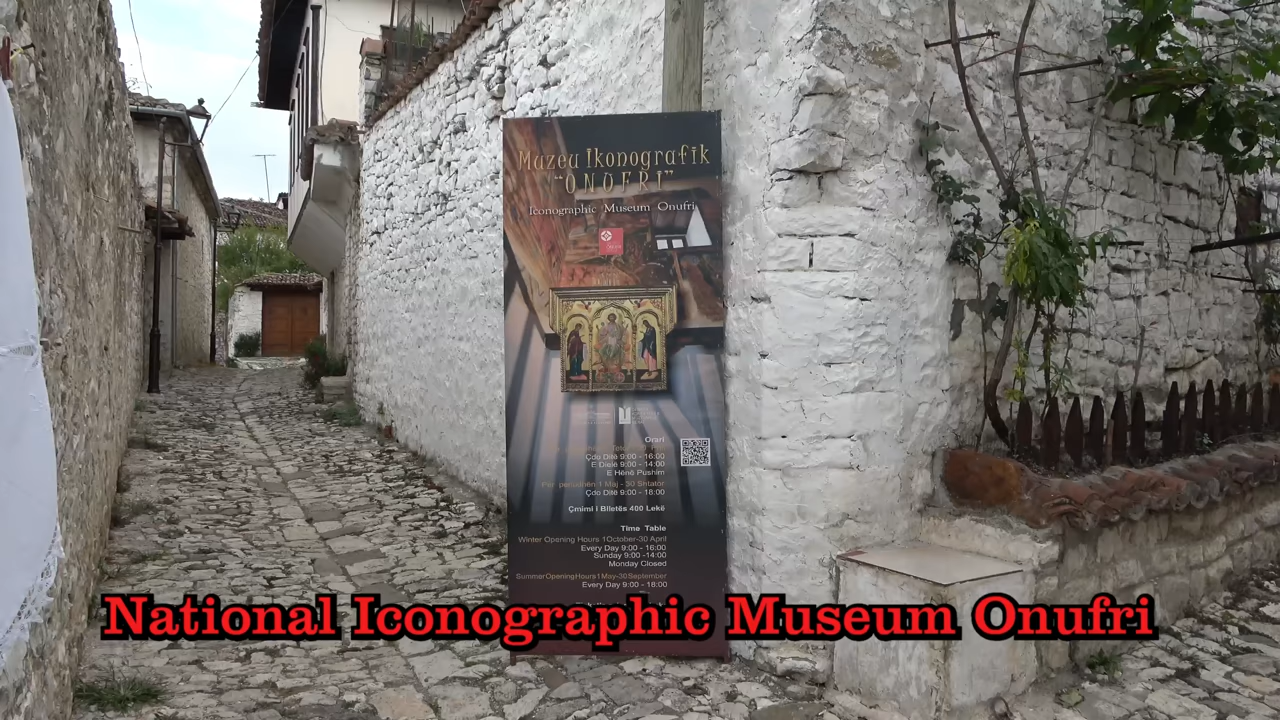 Muzeu Ikonografik
"ONUFRI"
Iconographic Museum Onufri
Orari
Çdo Ditë 9:00 - 16:00
E Diele 9:00 - 14:00
E Hënë Pushim
Për periudhën 1 Maj - 30 Shtator
Çdo Ditë 9:00 - 18:00
Çmimi i Biletës 400 Lekë
Time Table
Winter Opening Hours 1October-30 April
Every Day 9:00 - 16:00
Sunday 9:00 -14:00
Monday Closed
SummerOpeningHours1May-30September
Every Day 9:00 - 18:00
National Iconographic Museum Onufri